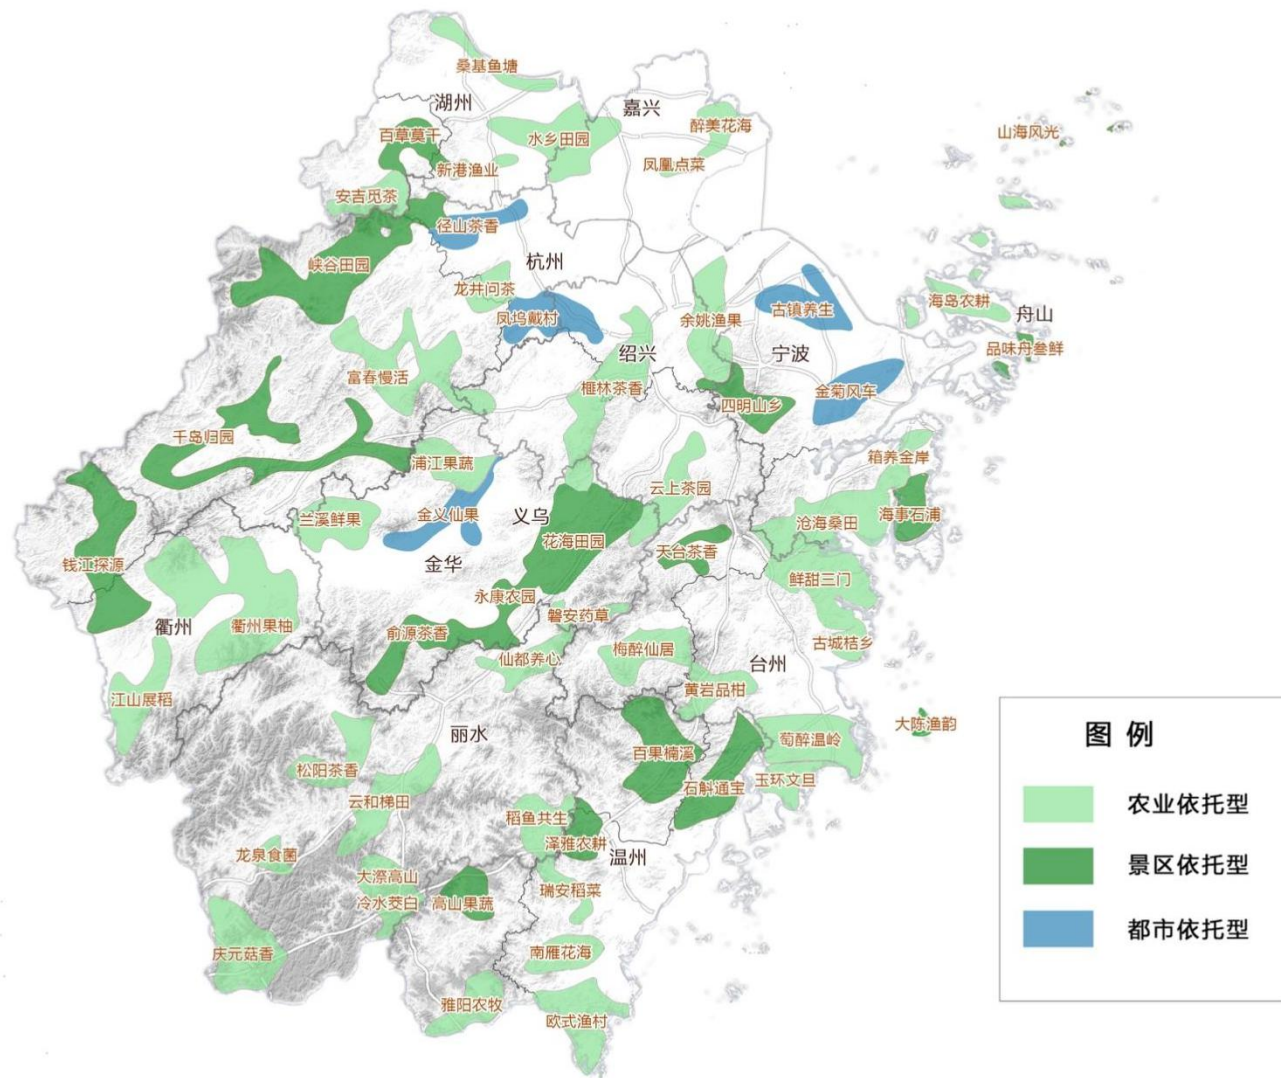 桑基鱼塘
湖州
嘉兴
百草莫干
水乡田园
醉美花海
山海风光
新港渔业
凤凰点菜
安吉觅茶
径山茶香
峡谷田园
杭州
龙井问茶
凤坞戴村
余姚渔果
古镇养生
海岛农耕
舟山
绍兴
宁波
品味舟叁鲜
富春慢活
榧林茶香
四明山乡
金菊风车
千岛归园
浦江果蔬
箱养金岸
云上茶园
兰溪鲜果
金义仙果
义乌
沧海桑田
海事石浦
花海田园
天台茶香
钱江探源
金华
鲜甜三门
永康农园
磐安药草
衢州
衢州果柚
俞源茶香
古城桔乡
仙都养心
梅醉仙居
台州
江山展稻
黄岩品柑
大陈渔韵
丽水
百果楠溪
萄醉温岭
松阳茶香
石斛通宝
玉环文旦
云和梯田
稻鱼共生
泽雅农耕
龙泉食菌
温州
大漈高山
冷水茭白
高山果蔬
瑞安稻菜
庆元菇香
南雁花海
雅阳农牧
欧式渔村
图 例
农业依托型
景区依托型
都市依托型